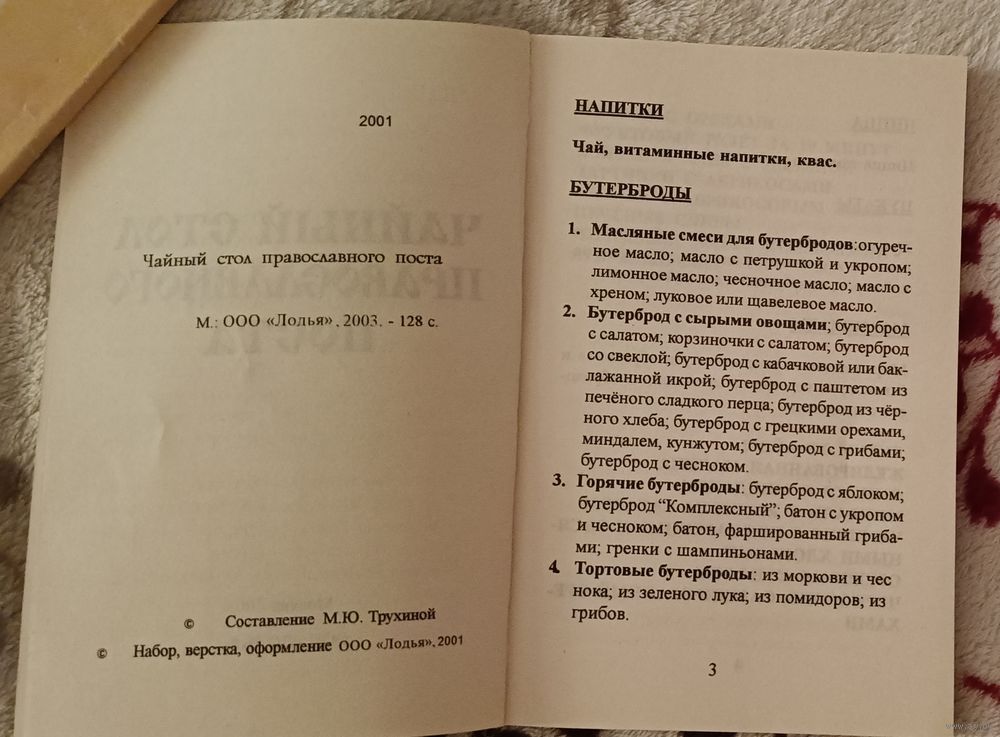 2001
Чайный стол православного поста
М.: ООО «Лодья», 2003. - 128 с.
© Составление М.Ю. Трухиной
© Набор, верстка, оформление ООО «Лодья», 2001
НАПИТКИ
Чай, витаминные напитки, квас.
БУТЕРБРОДЫ
1. Масляные смеси для бутербродов:огуреч-
ное масло; масло с петрушкой и укропом;
лимонное масло; чесночное масло; масло с
хреном; луковое или щавелевое масло.
2. Бутерброд с сырыми овощами; бутерброд
с салатом; корзиночки с салатом; бутерброд
со свеклой; бутерброд с кабачковой или бак-
лажанной икрой; бутерброд с паштетом из
печёного сладкого перца; бутерброд из чёр-
ного хлеба; бутерброд с грецкими орехами,
миндалем, кунжутом; бутерброд с грибами;
бутерброд с чесноком.
3. Горячие бутерброды: бутерброд с яблоком;
бутерброд “Комплексный”; батон с укропом
и чесноком; батон, фаршированный гриба-
ми; гренки с шампиньонами.
4. Тортовые бутерброды: из моркови и чес
нока; из зеленого лука; из помидоров; из
грибов.
3